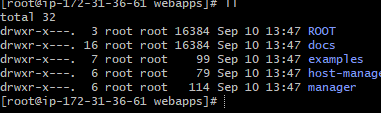 [root@ip-172-31-36-61 webapps]# ll
total 32
drwxr-x---. 3 root root 16384 Sep 10 13:47 ROOT
drwxr-x---. 16 root root 16384 Sep 10 13:47 docs
drwxr-x---. 7 root root 99 Sep 10 13:47 examples
drwxr-x---. 6 root root 79 Sep 10 13:47 host-manage
drwxr-x---. 6 root root 114 Sep 10 13:47 manager
[root@ip-172-31-36-61 webapps]#